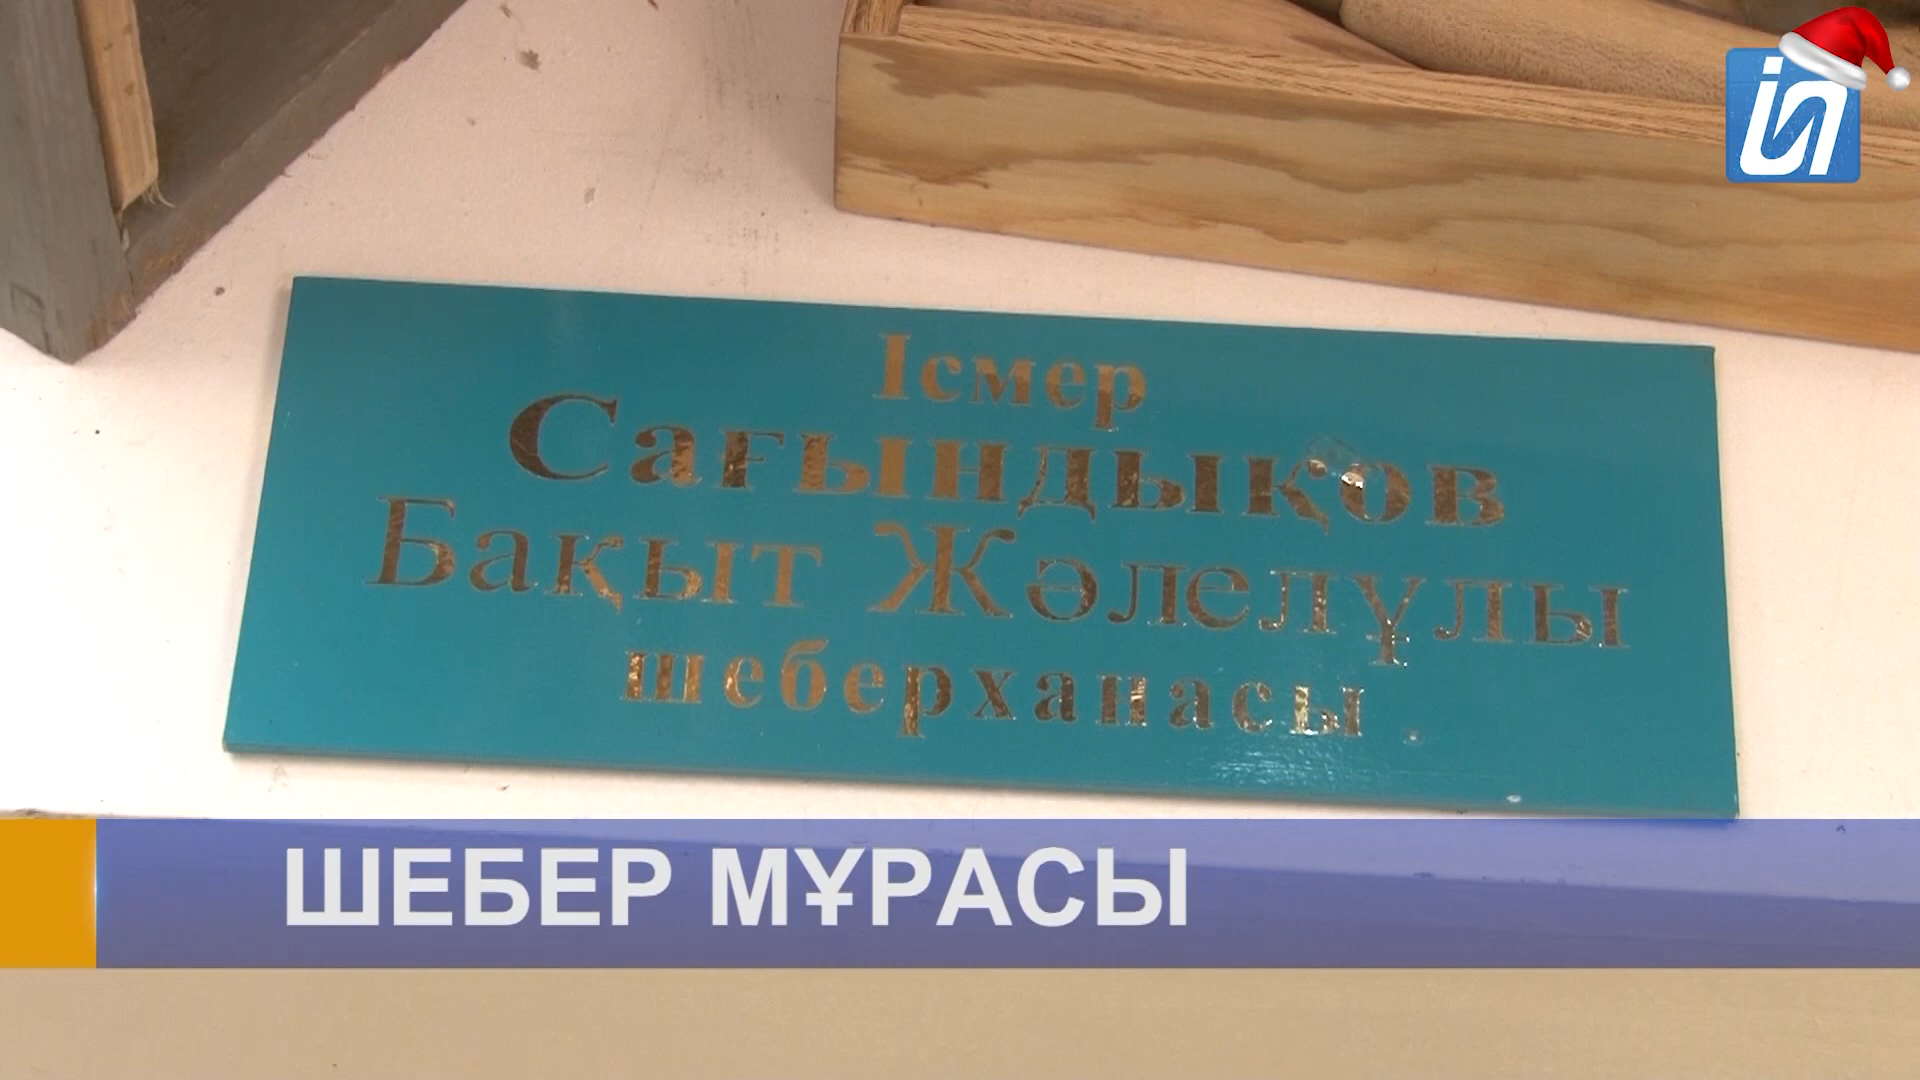 Ісмер
Сағындықов
Бақыт Жәлелұлы
шеберханасы
ШЕБЕР МҰРАСЫ